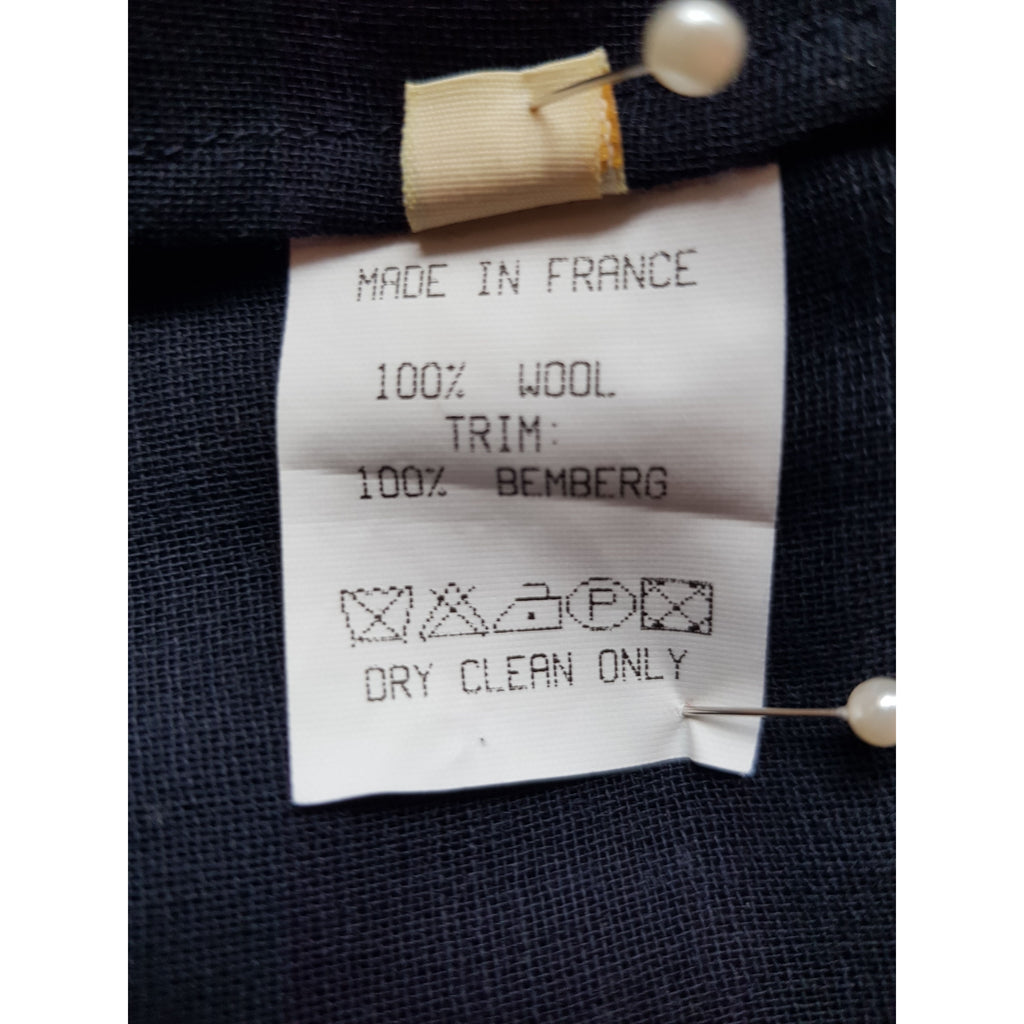 MADE IN FRANCE
100% WOOL
TRIM:
100% BEMBERG
P
DRY CLEAN ONLY